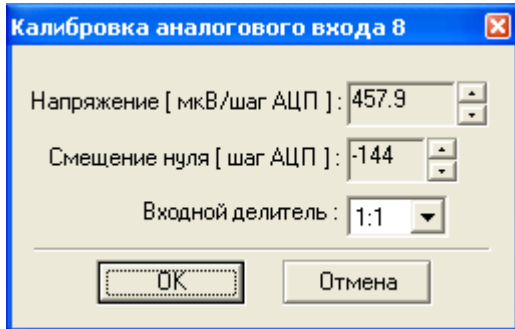 Калибровка аналогового входа 8
Напряжение [ мкВ/шаг АЦП ] : 457.9
Смещение нуля [ шаг АЦП ] : -144
Входной делитель : 1:1
OK Отмена